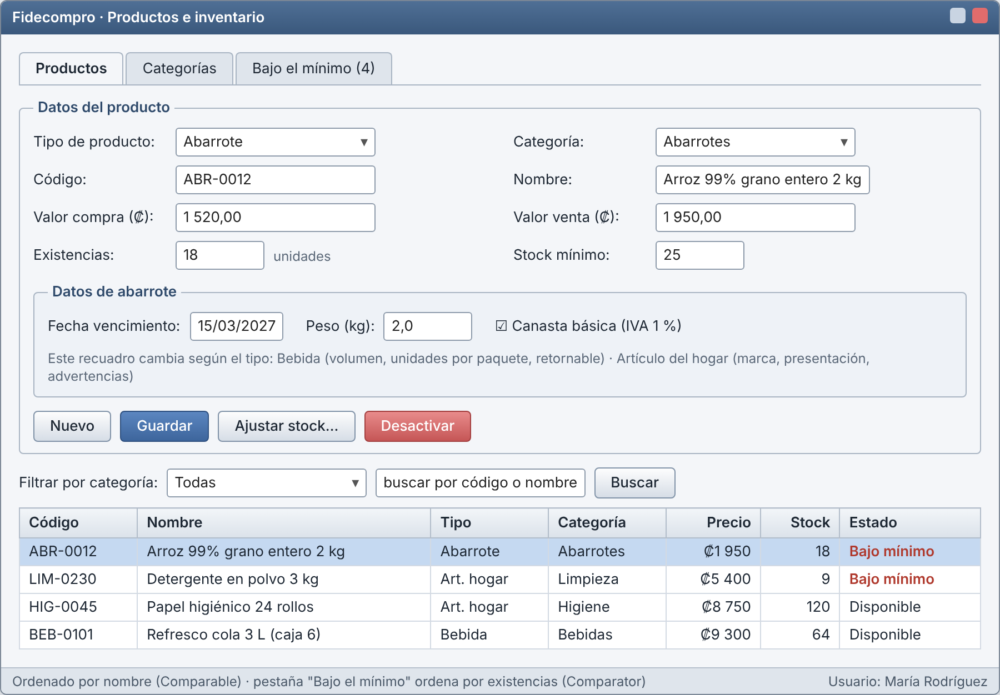 Fidecompro · Productos e inventario
Productos Categorías Bajo el mínimo (4)
Datos del producto
Tipo de producto: Abarrote ▼ Categoría: Abarrotes ▼
Código: ABR-0012 Nombre: Arroz 99% grano entero 2 kg
Valor compra (₡): 1 520,00 Valor venta (₡): 1 950,00
Existencias: 18 unidades Stock mínimo: 25
Datos de abarrote
Fecha vencimiento: 15/03/2027 Peso (kg): 2,0 ☑ Canasta básica (IVA 1 %)
Este recuadro cambia según el tipo: Bebida (volumen, unidades por paquete, retornable) · Artículo del hogar (marca, presentación,
advertencias)
Nuevo Guardar Ajustar stock... Desactivar
Filtrar por categoría: Todas ▼ buscar por código o nombre Buscar
Código Nombre Tipo Categoría Precio Stock Estado
ABR-0012 Arroz 99% grano entero 2 kg Abarrote Abarrotes ₡1 950 18 Bajo mínimo
LIM-0230 Detergente en polvo 3 kg Art. hogar Limpieza ₡5 400 9 Bajo mínimo
HIG-0045 Papel higiénico 24 rollos Art. hogar Higiene ₡8 750 120 Disponible
BEB-0101 Refresco cola 3 L (caja 6) Bebida Bebidas ₡9 300 64 Disponible
Ordenado por nombre (Comparable) · pestaña "Bajo el mínimo" ordena por existencias (Comparator) Usuario: María Rodríguez